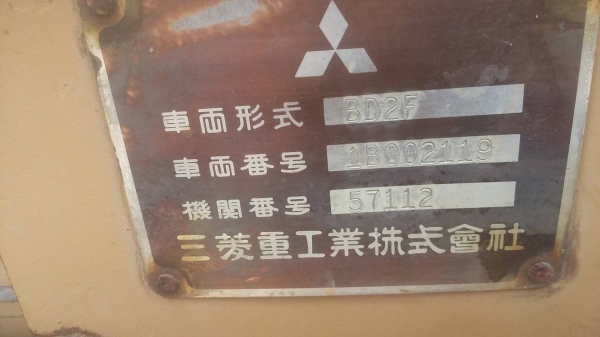 車両形式 BD2F
車両番号 1B002119
機関番号 57112
三菱重工業株式會社